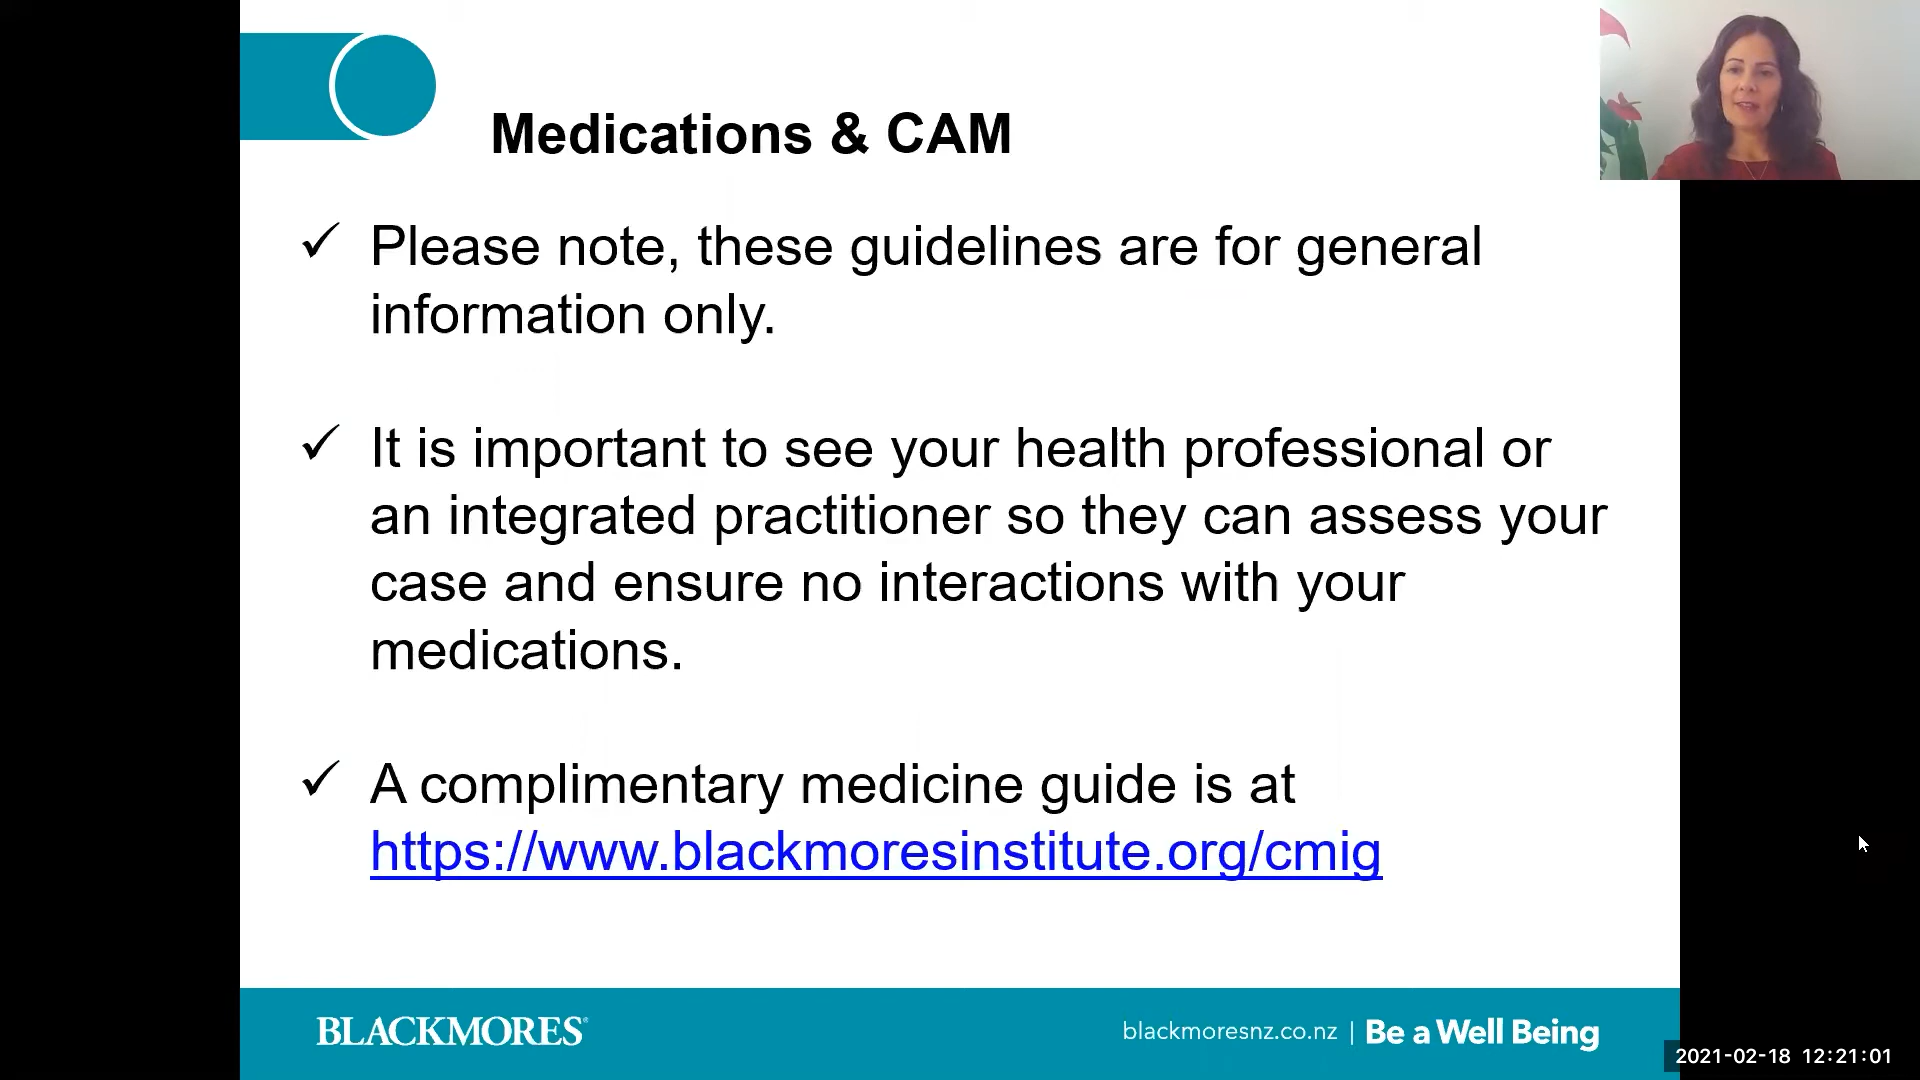 Medications & CAM
✓ Please note, these guidelines are for general
information only.
✓ It is important to see your health professional or
an integrated practitioner so they can assess your
case and ensure no interactions with your
medications.
✓ A complimentary medicine guide is at
https://www.blackmoresinstitute.org/cmig
BLACKMORES®
blackmoresnz.co.nz | Be a Well Being
2021-02-18 12:21:01